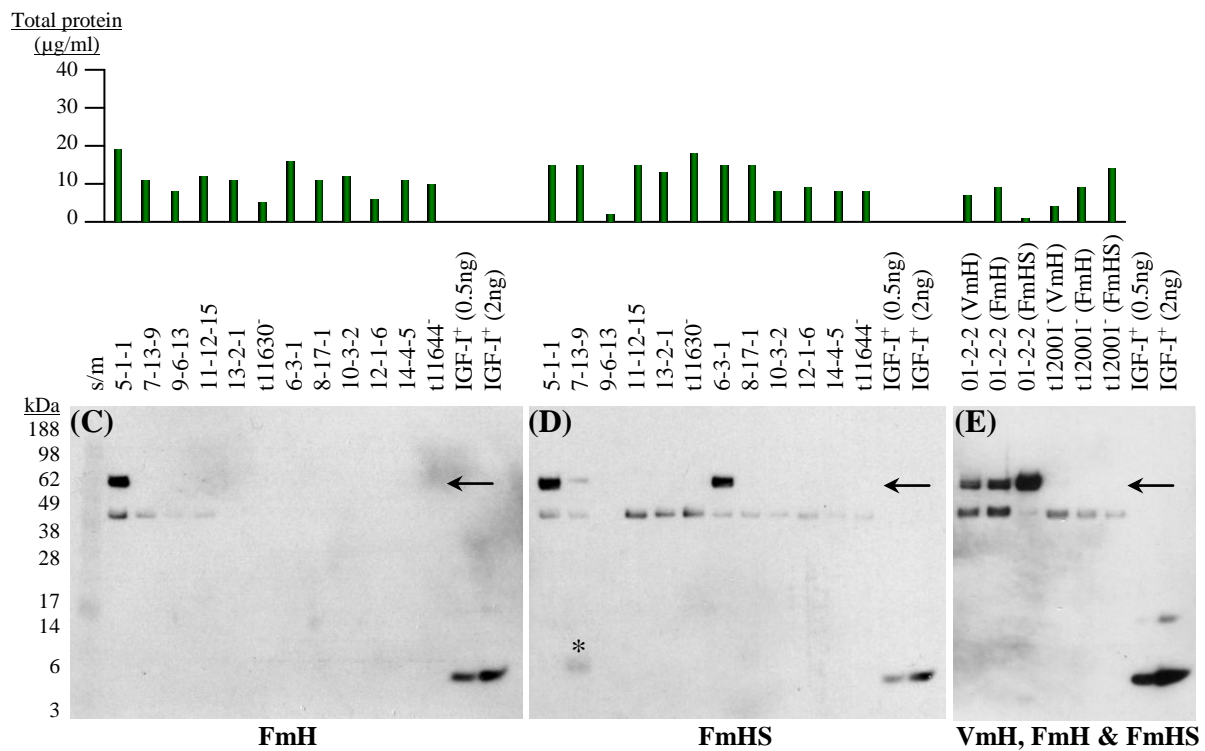 Total protein
(µg/ml)
40
30
20
10
0
s/m
5-1-1
7-13-9
9-6-13
11-12-15
13-2-1
t11630⁻
6-3-1
8-17-1
10-3-2
12-1-6
14-4-5
t11644⁻
IGF-I⁺ (0.5ng)
IGF-I⁺ (2ng)
5-1-1
7-13-9
9-6-13
11-12-15
13-2-1
t11630⁻
6-3-1
8-17-1
10-3-2
12-1-6
14-4-5
t11644⁻
IGF-I⁺ (0.5ng)
IGF-I⁺ (2ng)
01-2-2 (VmH)
01-2-2 (FmH)
01-2-2 (FmHS)
t12001⁻ (VmH)
t12001⁻ (FmH)
t12001⁻ (FmHS)
IGF-I⁺ (0.5ng)
IGF-I⁺ (2ng)
kDa
188
98
62
49
38
28
17
14
6
3
(C)
(D)
(E)
*
FmH
FmHS
VmH, FmH & FmHS